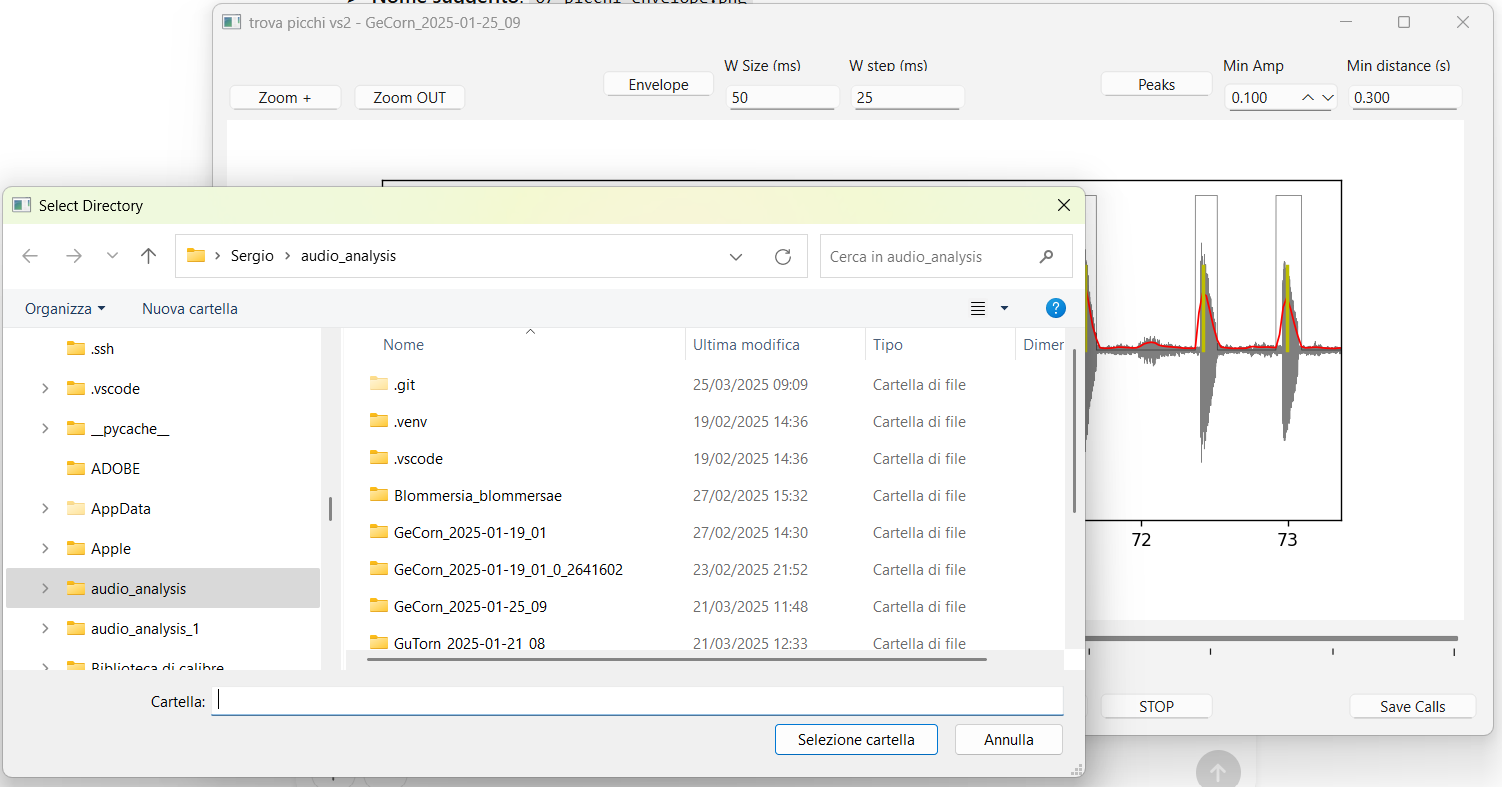 trova picchi vs2 - GeCorn_2025-01-25_09
Zoom +
Zoom OUT
Envelope
W Size (ms)
50
W step (ms)
25
Peaks
Min Amp
0.100
Min distance (s)
0.300
Select Directory
Sergio
audio_analysis
Cerca in audio_analysis
Organizza
Nuova cartella
?
.ssh
.vscode
__pycache__
ADOBE
AppData
Apple
audio_analysis
audio_analysis_1
Biblioteca di calibre
Nome Ultima modifica Tipo Dimer
.git 25/03/2025 09:09 Cartella di file
.venv 19/02/2025 14:36 Cartella di file
.vscode 19/02/2025 14:36 Cartella di file
Blommersia_blommersae 27/02/2025 15:32 Cartella di file
GeCorn_2025-01-19_01 27/02/2025 14:30 Cartella di file
GeCorn_2025-01-19_01_0_2641602 23/02/2025 21:52 Cartella di file
GeCorn_2025-01-25_09 21/03/2025 11:48 Cartella di file
GuTorn_2025-01-21_08 21/03/2025 12:33 Cartella di file
Cartella:
Selezione cartella
Annulla
72
73
STOP
Save Calls